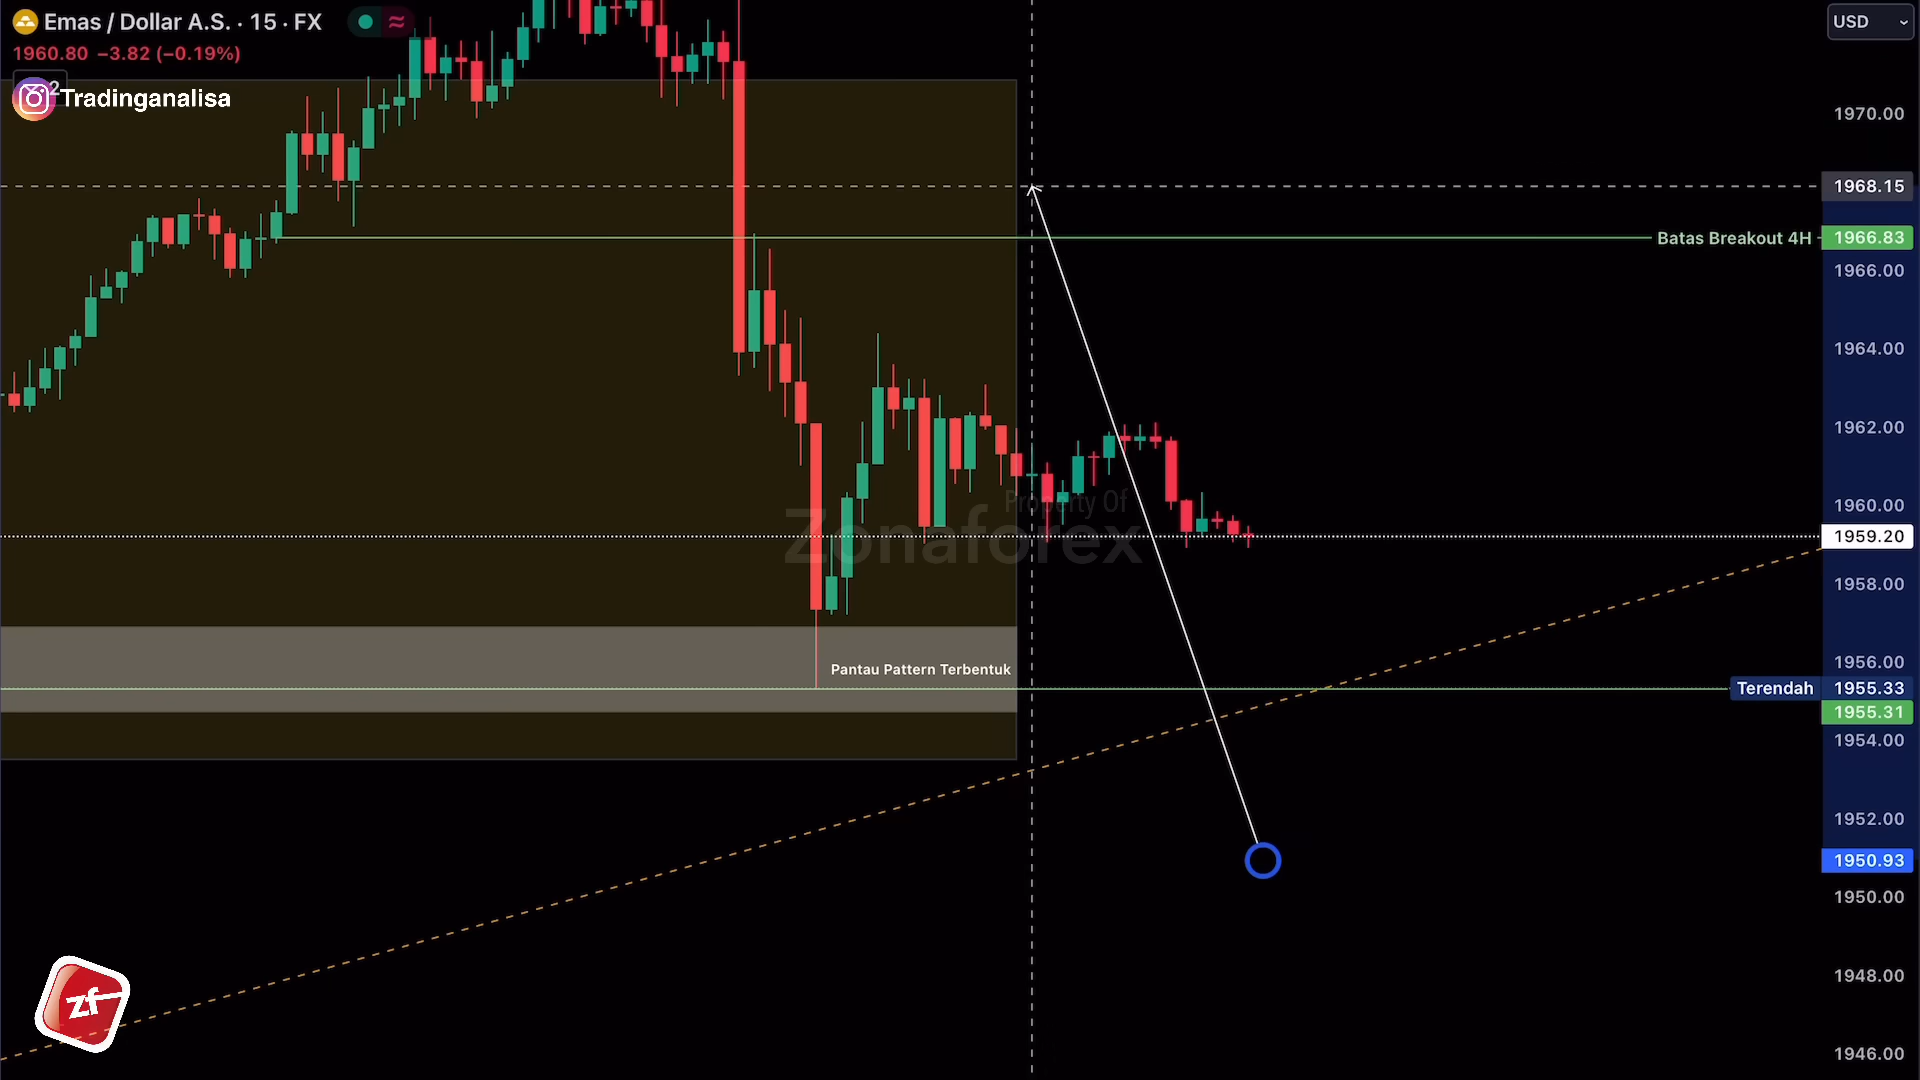 Emas / Dollar A.S. · 15 · FX
USD
1960.80 −3.82 (−0.19%)
2
Tradinganalisa
1970.00
1968.15
Batas Breakout 4H
1966.83
1966.00
1964.00
1962.00
1960.00
Property Of
Zonaforex
1959.20
1958.00
1956.00
Pantau Pattern Terbentuk
Terendah
1955.33
1955.31
1954.00
1952.00
1950.93
1950.00
1948.00
zf
1946.00